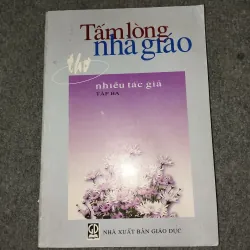 Tấm lòng
nhà giáo
thơ
nhiều tác giả
TẬP BA
NHÀ XUẤT BẢN GIÁO DỤC